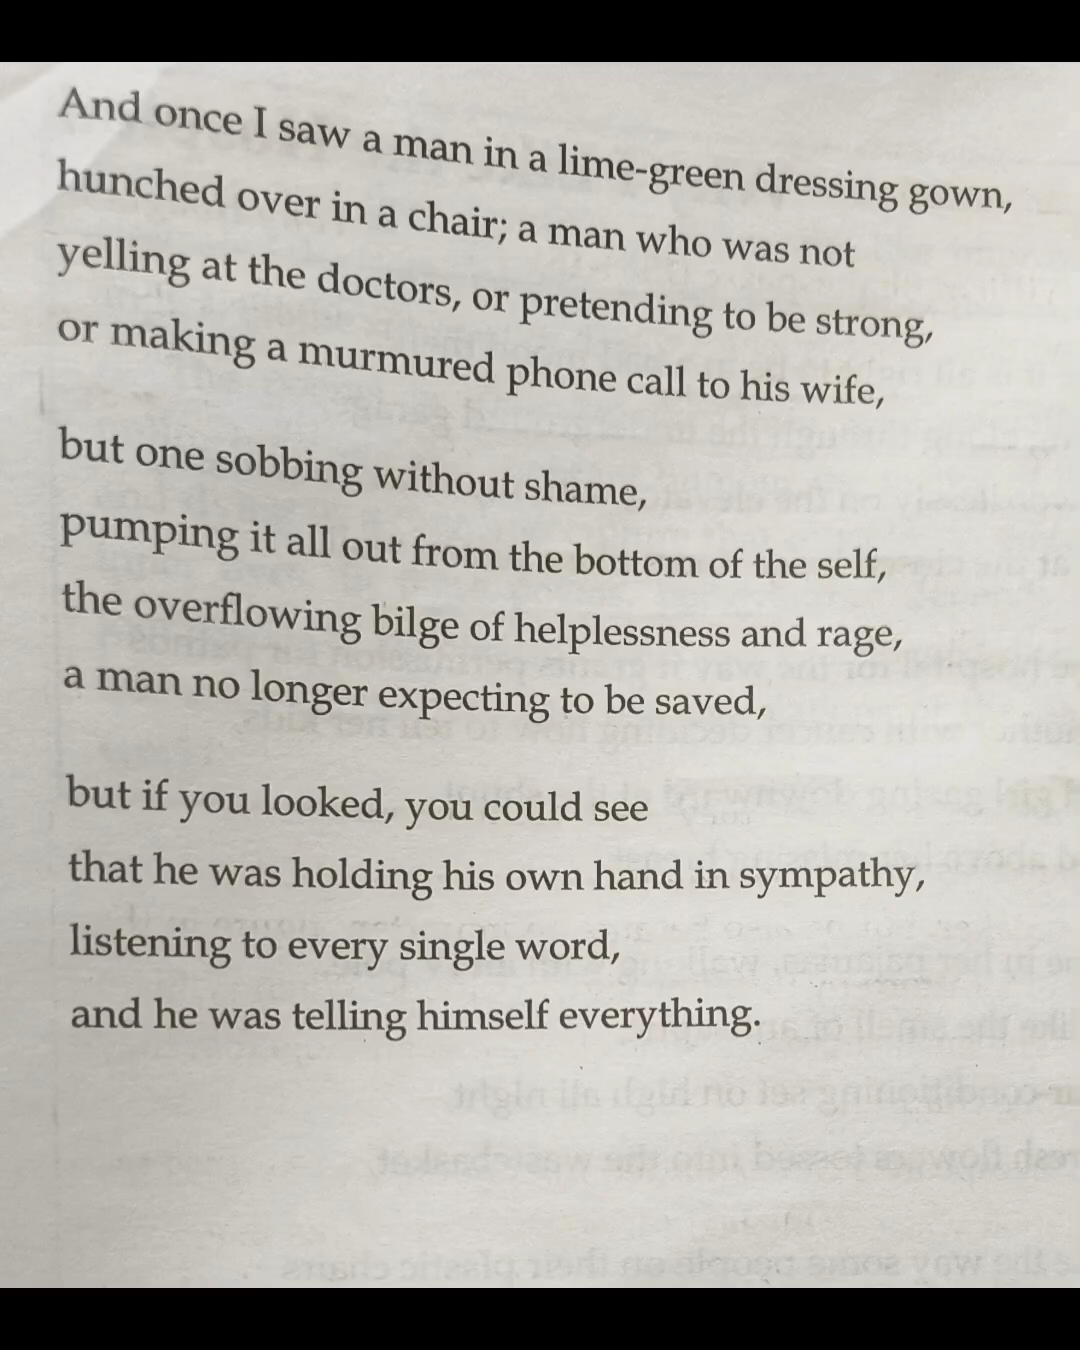 And once I saw a man in a lime-green dressing gown,
hunched over in a chair; a man who was not
yelling at the doctors, or pretending to be strong,
or making a murmured phone call to his wife,
but one sobbing without shame,
pumping it all out from the bottom of the self,
the overflowing bilge of helplessness and rage,
a man no longer expecting to be saved,
but if you looked, you could see
that he was holding his own hand in sympathy,
listening to every single word,
and he was telling himself everything.